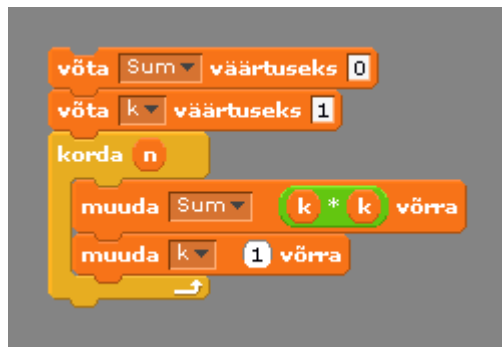 võta Sum väärtuseks 0
võta k väärtuseks 1
korda n
muuda Sum k * k võrra
muuda k 1 võrra